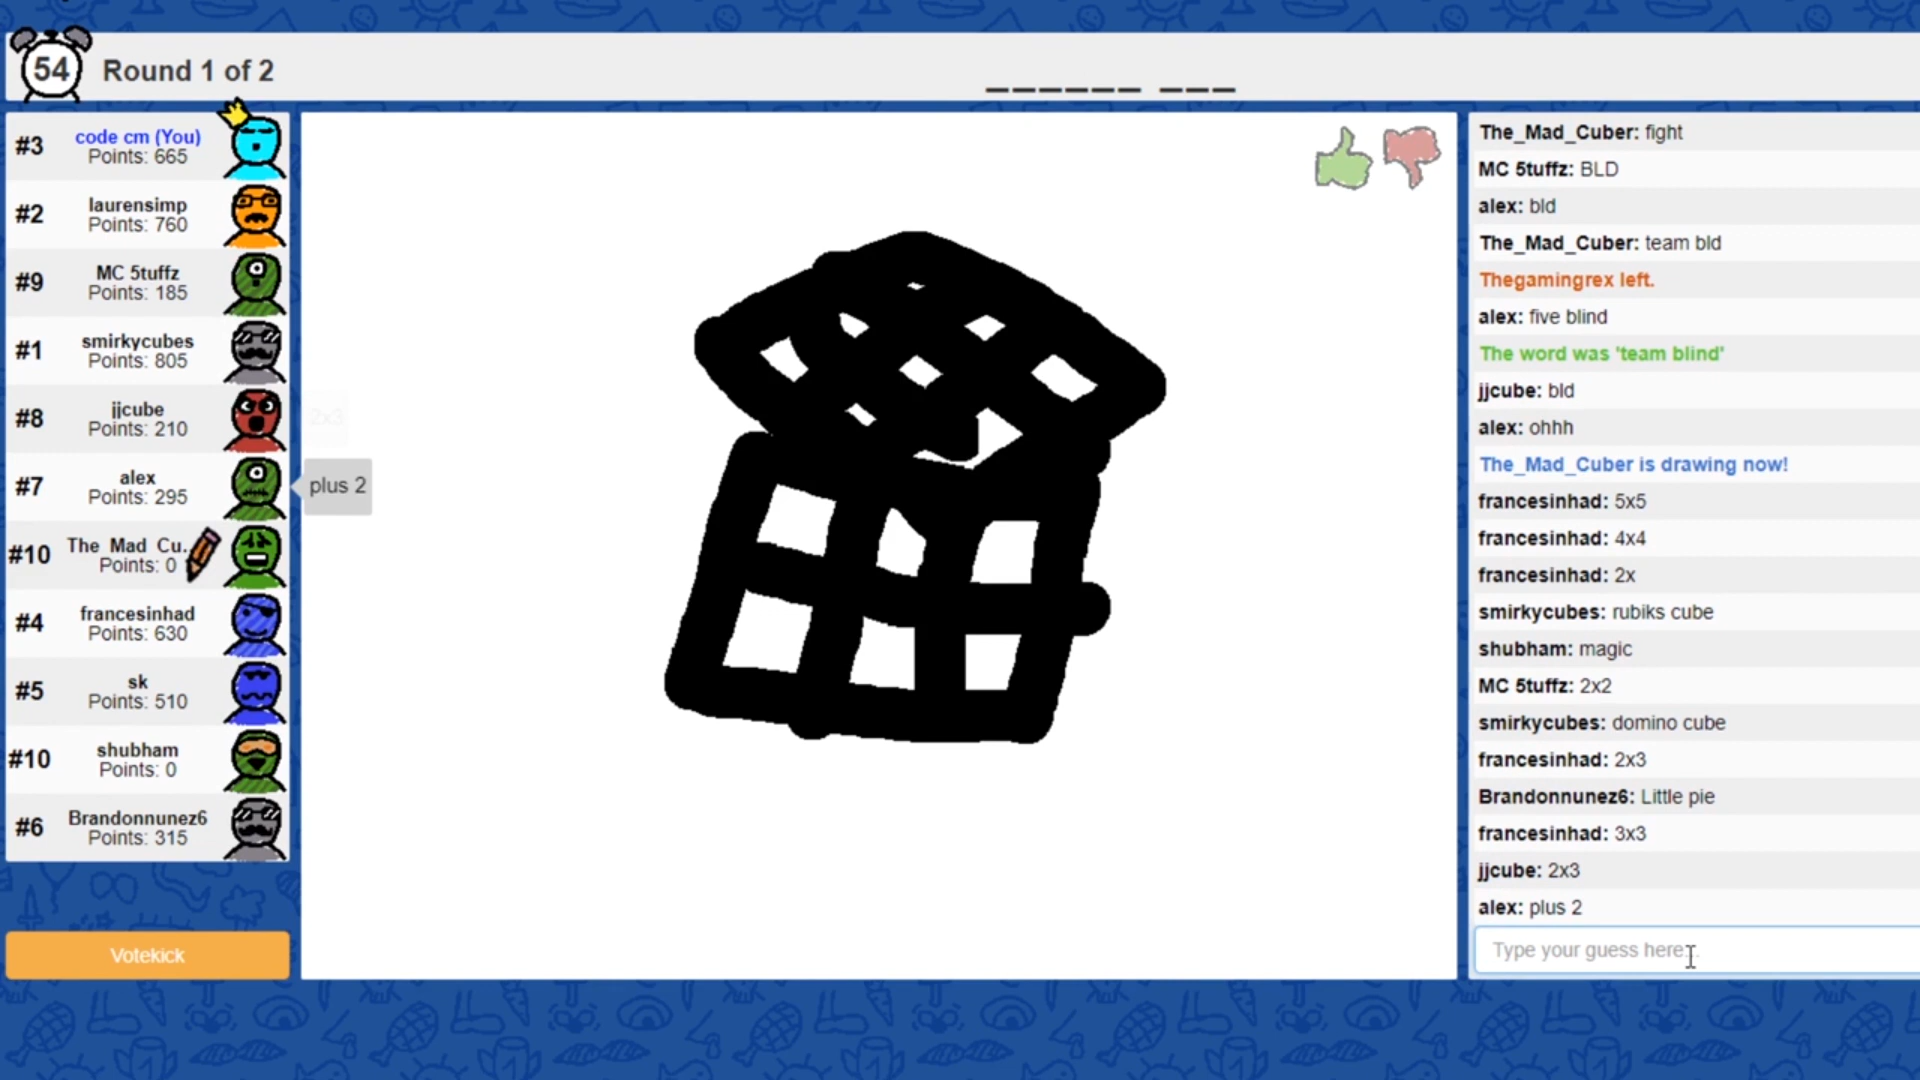 54
Round 1 of 2
______ ___
#3 code cm (You)
Points: 665
#2 laurensimp
Points: 760
#9 MC 5tuffz
Points: 185
#1 smirkycubes
Points: 805
#8 jjcube
Points: 210
2x3
#7 alex
Points: 295
plus 2
#10 The_Mad_Cu...
Points: 0
#4 francesinhad
Points: 630
#5 sk
Points: 510
#10 shubham
Points: 0
#6 Brandonnunez6
Points: 315
Votekick
The_Mad_Cuber: fight
MC 5tuffz: BLD
alex: bld
The_Mad_Cuber: team bld
Thegamingrex left.
alex: five blind
The word was 'team blind'
jjcube: bld
alex: ohhh
The_Mad_Cuber is drawing now!
francesinhad: 5x5
francesinhad: 4x4
francesinhad: 2x
smirkycubes: rubiks cube
shubham: magic
MC 5tuffz: 2x2
smirkycubes: domino cube
francesinhad: 2x3
Brandonnunez6: Little pie
francesinhad: 3x3
jjcube: 2x3
alex: plus 2
Type your guess here...